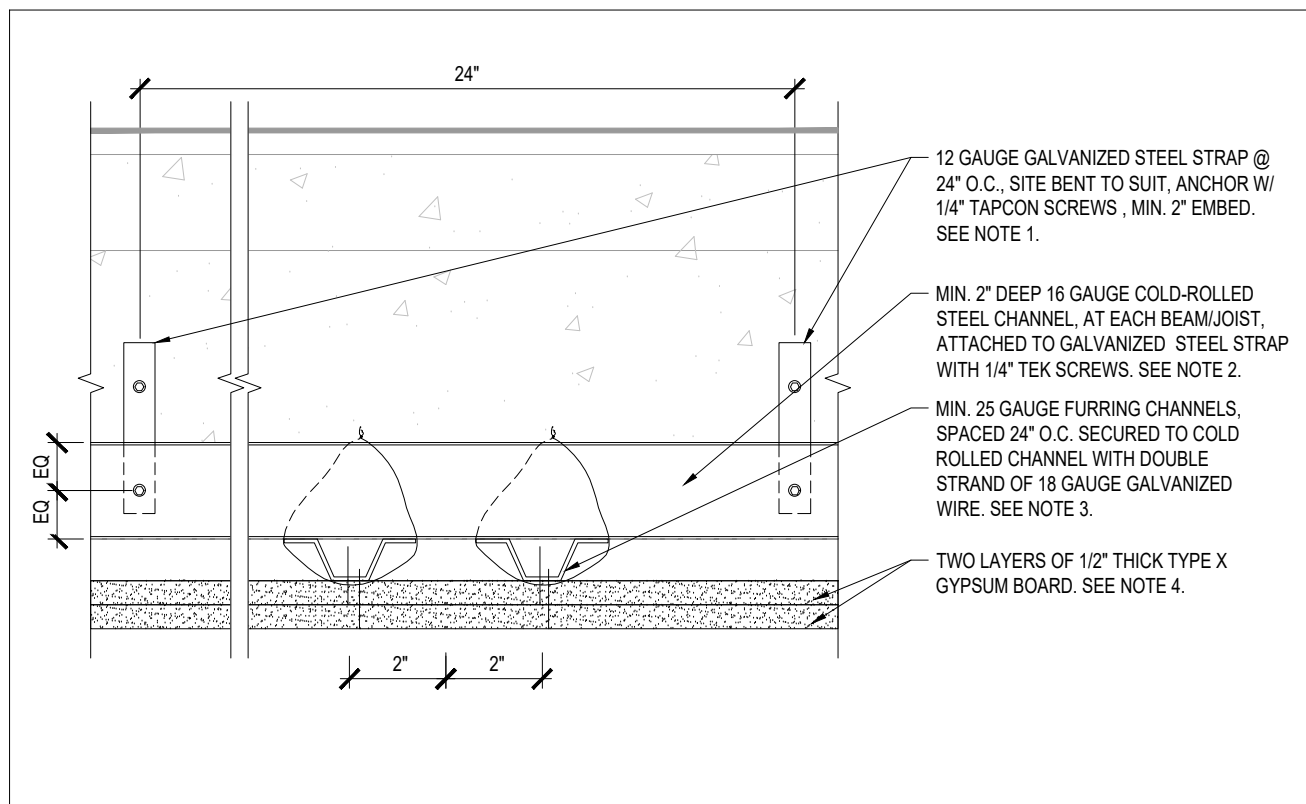 24"
12 GAUGE GALVANIZED STEEL STRAP @
24" O.C., SITE BENT TO SUIT, ANCHOR W/
1/4" TAPCON SCREWS , MIN. 2" EMBED.
SEE NOTE 1.
MIN. 2" DEEP 16 GAUGE COLD-ROLLED
STEEL CHANNEL, AT EACH BEAM/JOIST,
ATTACHED TO GALVANIZED STEEL STRAP
WITH 1/4" TEK SCREWS. SEE NOTE 2.
MIN. 25 GAUGE FURRING CHANNELS,
SPACED 24" O.C. SECURED TO COLD
ROLLED CHANNEL WITH DOUBLE
STRAND OF 18 GAUGE GALVANIZED
WIRE. SEE NOTE 3.
EQ
EQ
TWO LAYERS OF 1/2" THICK TYPE X
GYPSUM BOARD. SEE NOTE 4.
2"
2"